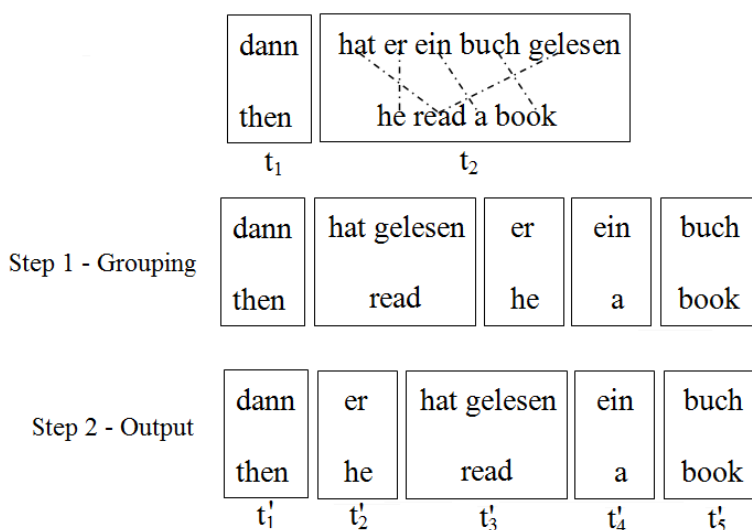 dann hat er ein buch gelesen
then he read a book
t₁ t₂
dann hat gelesen er ein buch
Step 1 - Grouping
then read he a book
dann er hat gelesen ein buch
Step 2 - Output
then he read a book
t'₁ t'₂ t'₃ t'₄ t'₅